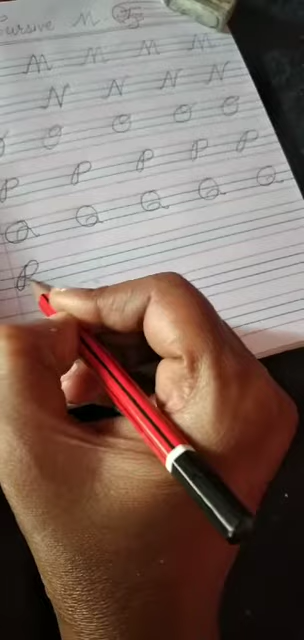 Cursive M
M M M M
N N N N
O O O O O
P P P P P
Q Q Q Q Q
R